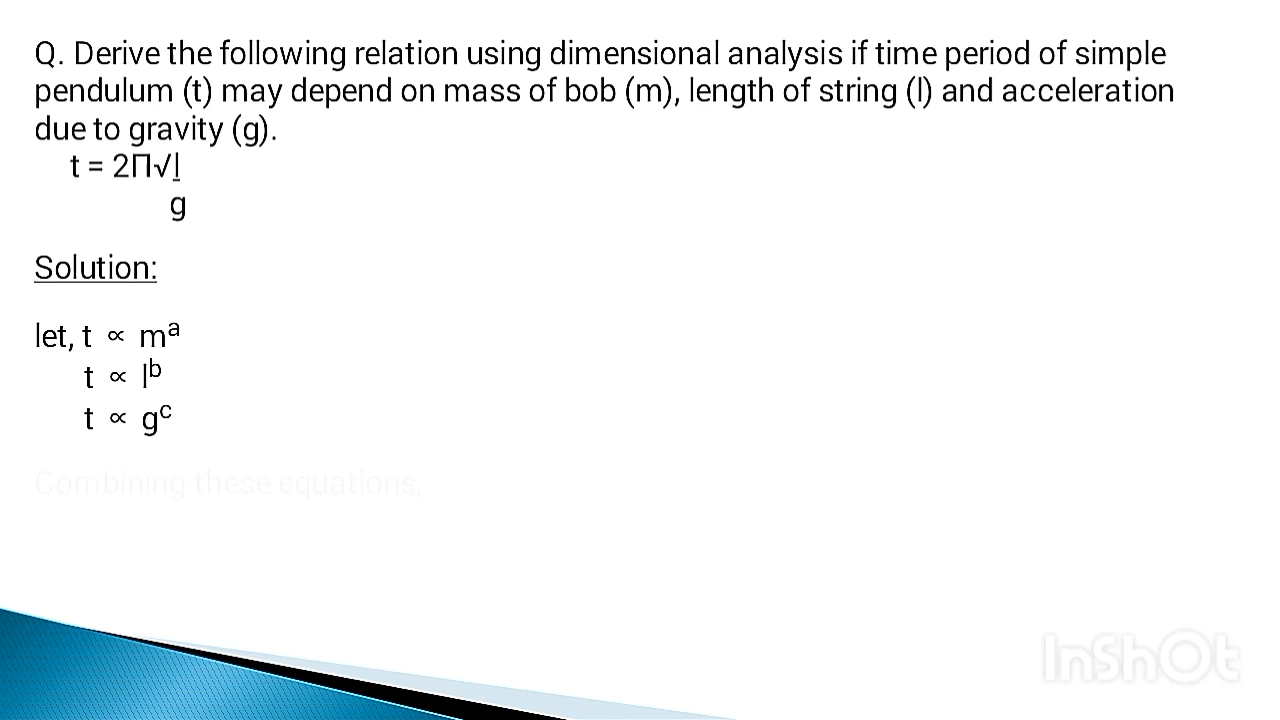 Q. Derive the following relation using dimensional analysis if time period of simple
pendulum (t) may depend on mass of bob (m), length of string (l) and acceleration
due to gravity (g).
t = 2Π√l
g
Solution:
let, t ∝ mᵃ
t ∝ lᵇ
t ∝ gᶜ
Combining these equations,
InShOt